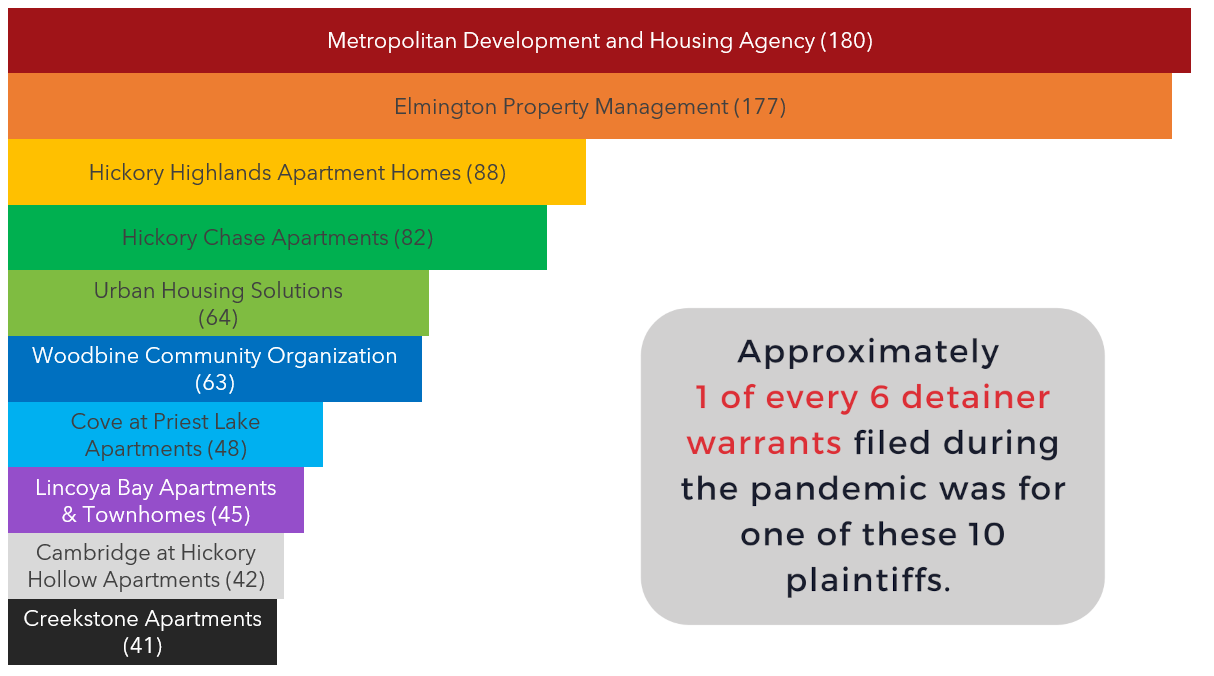 Metropolitan Development and Housing Agency (180)
Elmington Property Management (177)
Hickory Highlands Apartment Homes (88)
Hickory Chase Apartments (82)
Urban Housing Solutions
(64)
Woodbine Community Organization
(63)
Cove at Priest Lake
Apartments (48)
Lincoya Bay Apartments
& Townhomes (45)
Cambridge at Hickory
Hollow Apartments (42)
Creekstone Apartments
(41)
Approximately
1 of every 6 detainer
warrants filed during
the pandemic was for
one of these 10
plaintiffs.